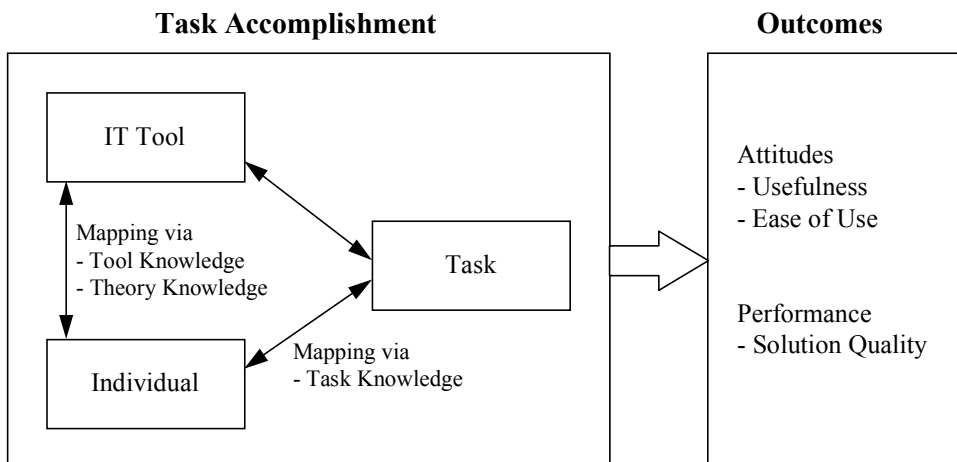 Task Accomplishment
Outcomes
IT Tool
Mapping via
- Tool Knowledge
- Theory Knowledge
Individual
Task
Mapping via
- Task Knowledge
Attitudes
- Usefulness
- Ease of Use
Performance
- Solution Quality